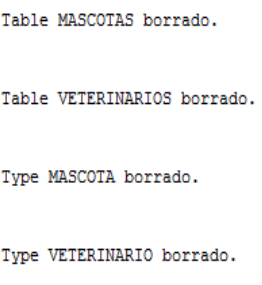 Table MASCOTAS borrado.
Table VETERINARIOS borrado.
Type MASCOTA borrado.
Type VETERINARIO borrado.